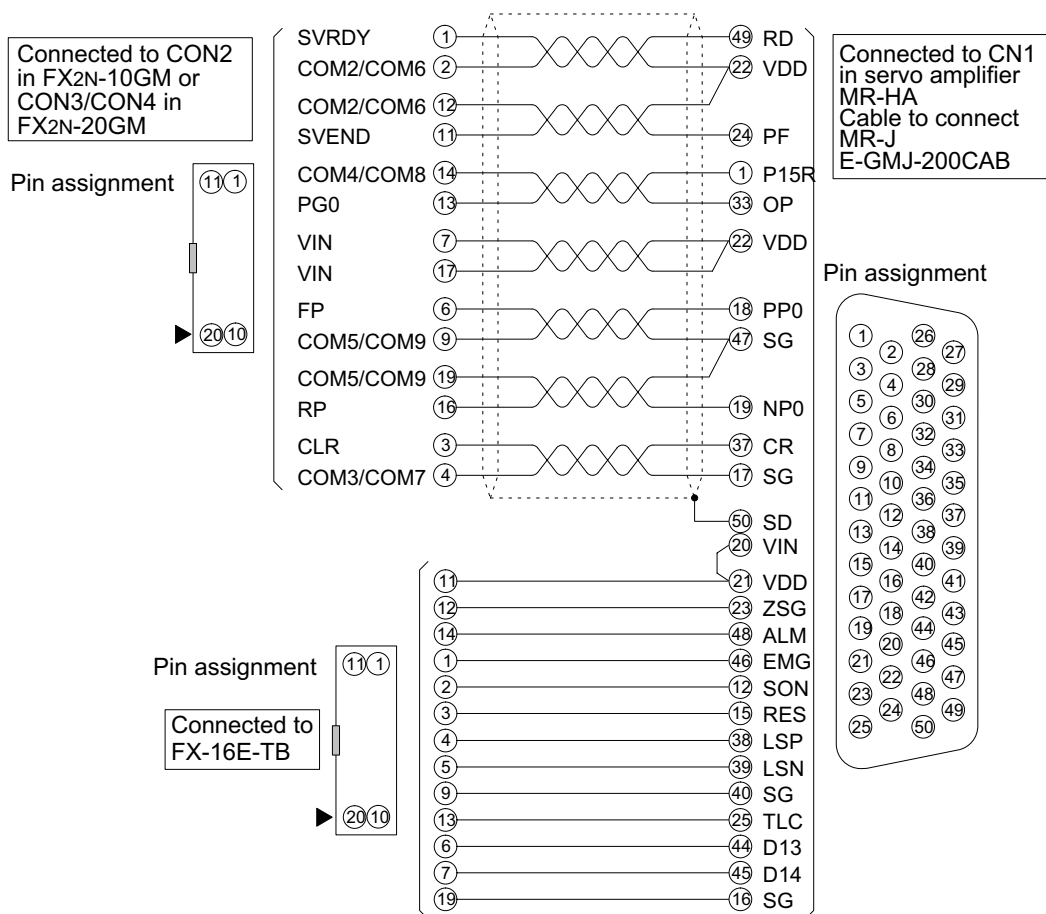 Connected to CON2
in FX2N-10GM or
CON3/CON4 in
FX2N-20GM
Pin assignment
11 1
20 10
SVRDY 1 49 RD
COM2/COM6 2 22 VDD
COM2/COM6 12
SVEND 11 24 PF
COM4/COM8 14 1 P15R
PG0 13 33 OP
VIN 7 22 VDD
VIN 17
FP 6 18 PP0
COM5/COM9 9 47 SG
COM5/COM9 19
RP 16 19 NP0
CLR 3 37 CR
COM3/COM7 4 17 SG
50 SD
20 VIN
11 21 VDD
12 23 ZSG
14 48 ALM
1 46 EMG
2 12 SON
3 15 RES
4 38 LSP
5 39 LSN
9 40 SG
13 25 TLC
6 44 D13
7 45 D14
19 16 SG
Connected to CN1
in servo amplifier
MR-HA
Cable to connect
MR-J
E-GMJ-200CAB
Pin assignment
1 26
2 27
3 28
4 29
5 30
6 31
7 32
8 33
9 34
10 35
11 36
12 37
13 38
14 39
15 40
16 41
17 42
18 43
19 44
20 45
21 46
22 47
23 48
24 49
25 50
Pin assignment
11 1
20 10
Connected to
FX-16E-TB